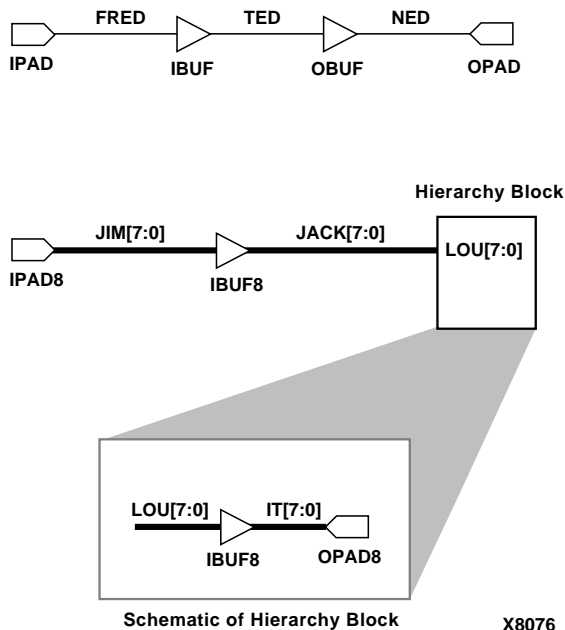 FRED TED NED
IPAD IBUF OBUF OPAD
Hierarchy Block
JIM[7:0] JACK[7:0] LOU[7:0]
IPAD8 IBUF8
LOU[7:0] IT[7:0]
IBUF8 OPAD8
Schematic of Hierarchy Block X8076